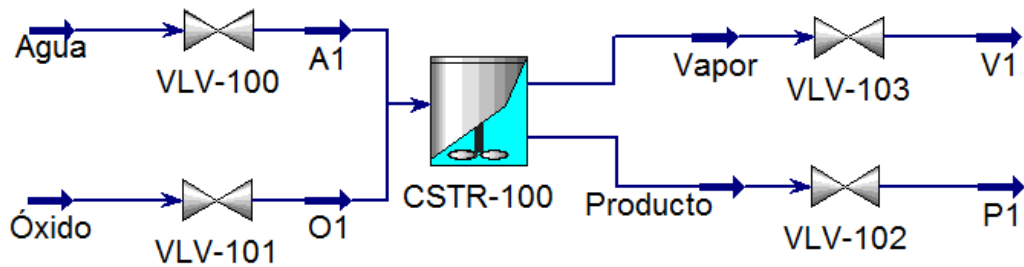 Agua
VLV-100
A1
Óxido
VLV-101
O1
CSTR-100
Vapor
VLV-103
V1
Producto
VLV-102
P1